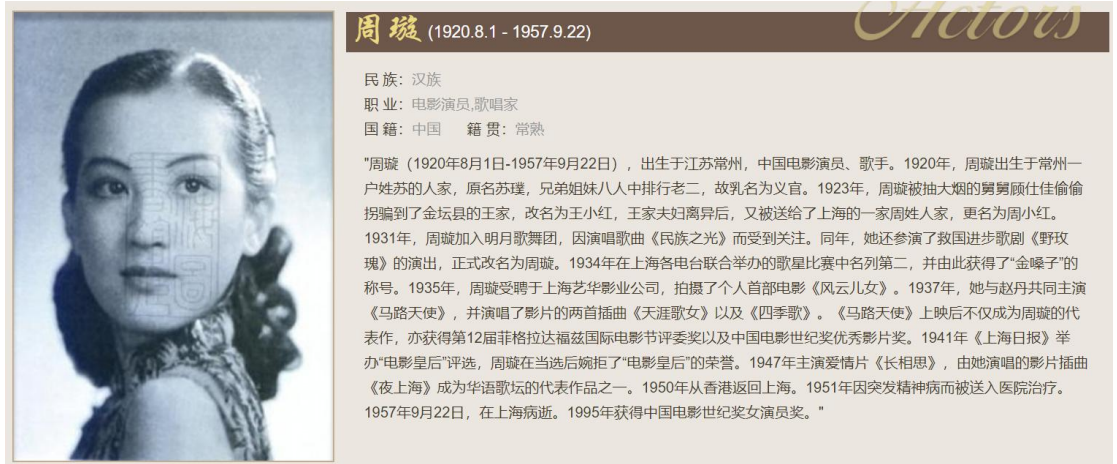 周璇 (1920.8.1 - 1957.9.22)
Actors
民 族：汉族
职 业：电影演员,歌唱家
国 籍：中国 籍 贯：常熟
"周璇（1920年8月1日-1957年9月22日），出生于江苏常州，中国电影演员、歌手。1920年，周璇出生于常州一
户姓苏的人家，原名苏璞，兄弟姐妹八人中排行老二，故乳名为义官。1923年，周璇被抽大烟的舅舅顾仕佳偷偷
拐骗到了金坛县的王家，改名为王小红，王家夫妇离异后，又被送给了上海的一家周姓人家，更名为周小红。
1931年，周璇加入明月歌舞团，因演唱歌曲《民族之光》而受到关注。同年，她还参演了救国进步歌剧《野玫
瑰》的演出，正式改名为周璇。1934年在上海各电台联合举办的歌星比赛中名列第二，并由此获得了“金嗓子”的
称号。1935年，周璇受聘于上海艺华影业公司，拍摄了个人首部电影《风云儿女》。1937年，她与赵丹共同主演
《马路天使》，并演唱了影片的两首插曲《天涯歌女》以及《四季歌》。《马路天使》上映后不仅成为周璇的代
表作，亦获得第12届菲格拉达福兹国际电影节评委奖以及中国电影世纪奖优秀影片奖。1941年《上海日报》举
办“电影皇后”评选，周璇在当选后婉拒了“电影皇后”的荣誉。1947年主演爱情片《长相思》，由她演唱的影片插曲
《夜上海》成为华语歌坛的代表作品之一。1950年从香港返回上海。1951年因突发精神病而被送入医院治疗。
1957年9月22日，在上海病逝。1995年获得中国电影世纪奖女演员奖。"